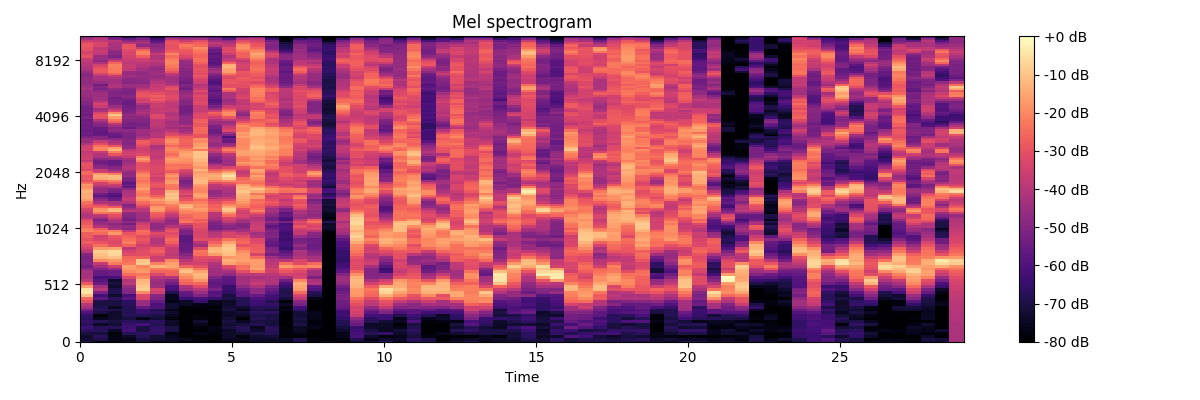 Mel spectrogram
Hz
8192
4096
2048
1024
512
0
0 5 10 15 20 25
Time
+0 dB
-10 dB
-20 dB
-30 dB
-40 dB
-50 dB
-60 dB
-70 dB
-80 dB